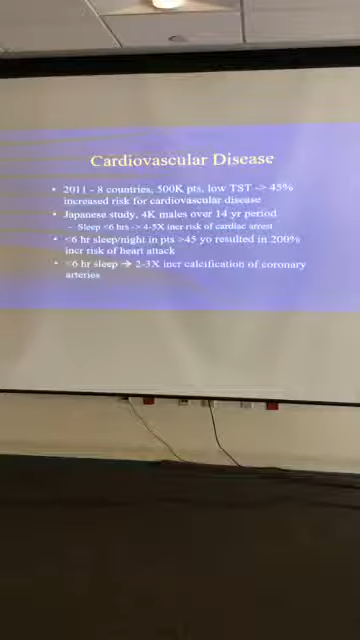 Cardiovascular Disease
• 2011 - 8 countries, 500K pts, low TST -> 45%
increased risk for cardiovascular disease
• Japanese study, 4K males over 14 yr period
– Sleep <6 hrs -> 4-5X incr risk of cardiac arrest
• <6 hr sleep/night in pts >45 yo resulted in 200%
incr risk of heart attack
• <6 hr sleep → 2-3X incr calcification of coronary
arteries